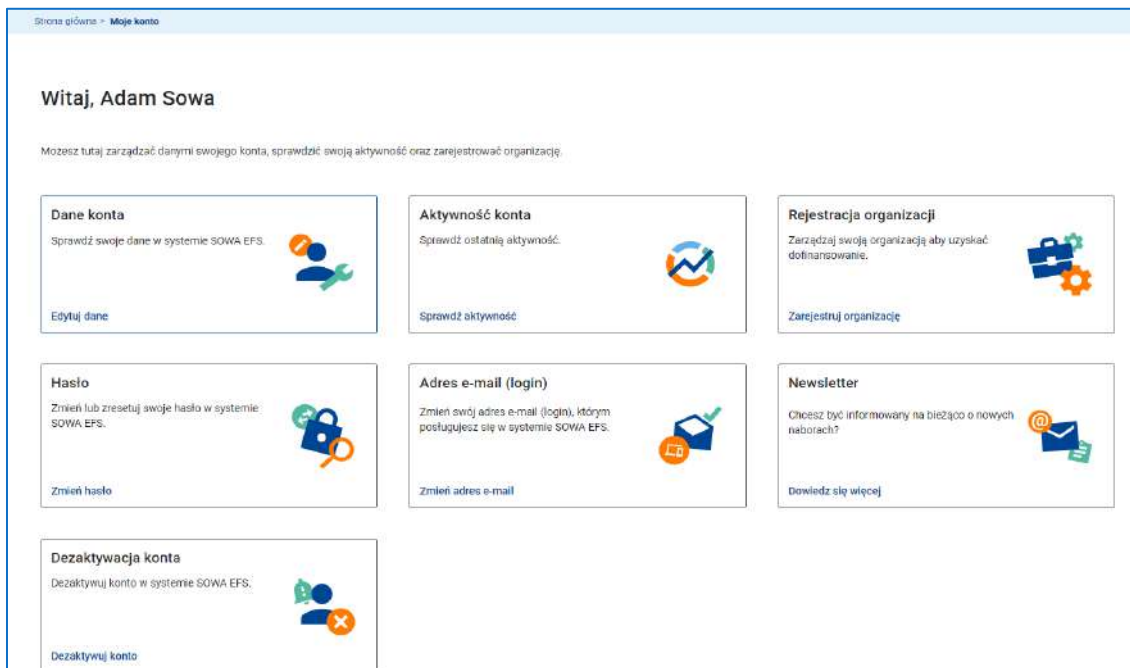 Strona główna > Moje konto
Witaj, Adam Sowa
Możesz tutaj zarządzać danymi swojego konta, sprawdzić swoją aktywność oraz zarejestrować organizację.
Dane konta
Sprawdź swoje dane w systemie SOWA EFS.
Edytuj dane
Aktywność konta
Sprawdź ostatnią aktywność.
Sprawdź aktywność
Rejestracja organizacji
Zarządzaj swoją organizacją aby uzyskać
dofinansowanie.
Zarejestruj organizację
Hasło
Zmień lub zresetuj swoje hasło w systemie
SOWA EFS.
Zmień hasło
Adres e-mail (login)
Zmień swój adres e-mail (login), którym
posługujesz się w systemie SOWA EFS.
Zmień adres e-mail
Newsletter
Chcesz być informowany na bieżąco o nowych
naborach?
Dowiedz się więcej
Dezaktywacja konta
Dezaktywuj konto w systemie SOWA EFS.
Dezaktywuj konto